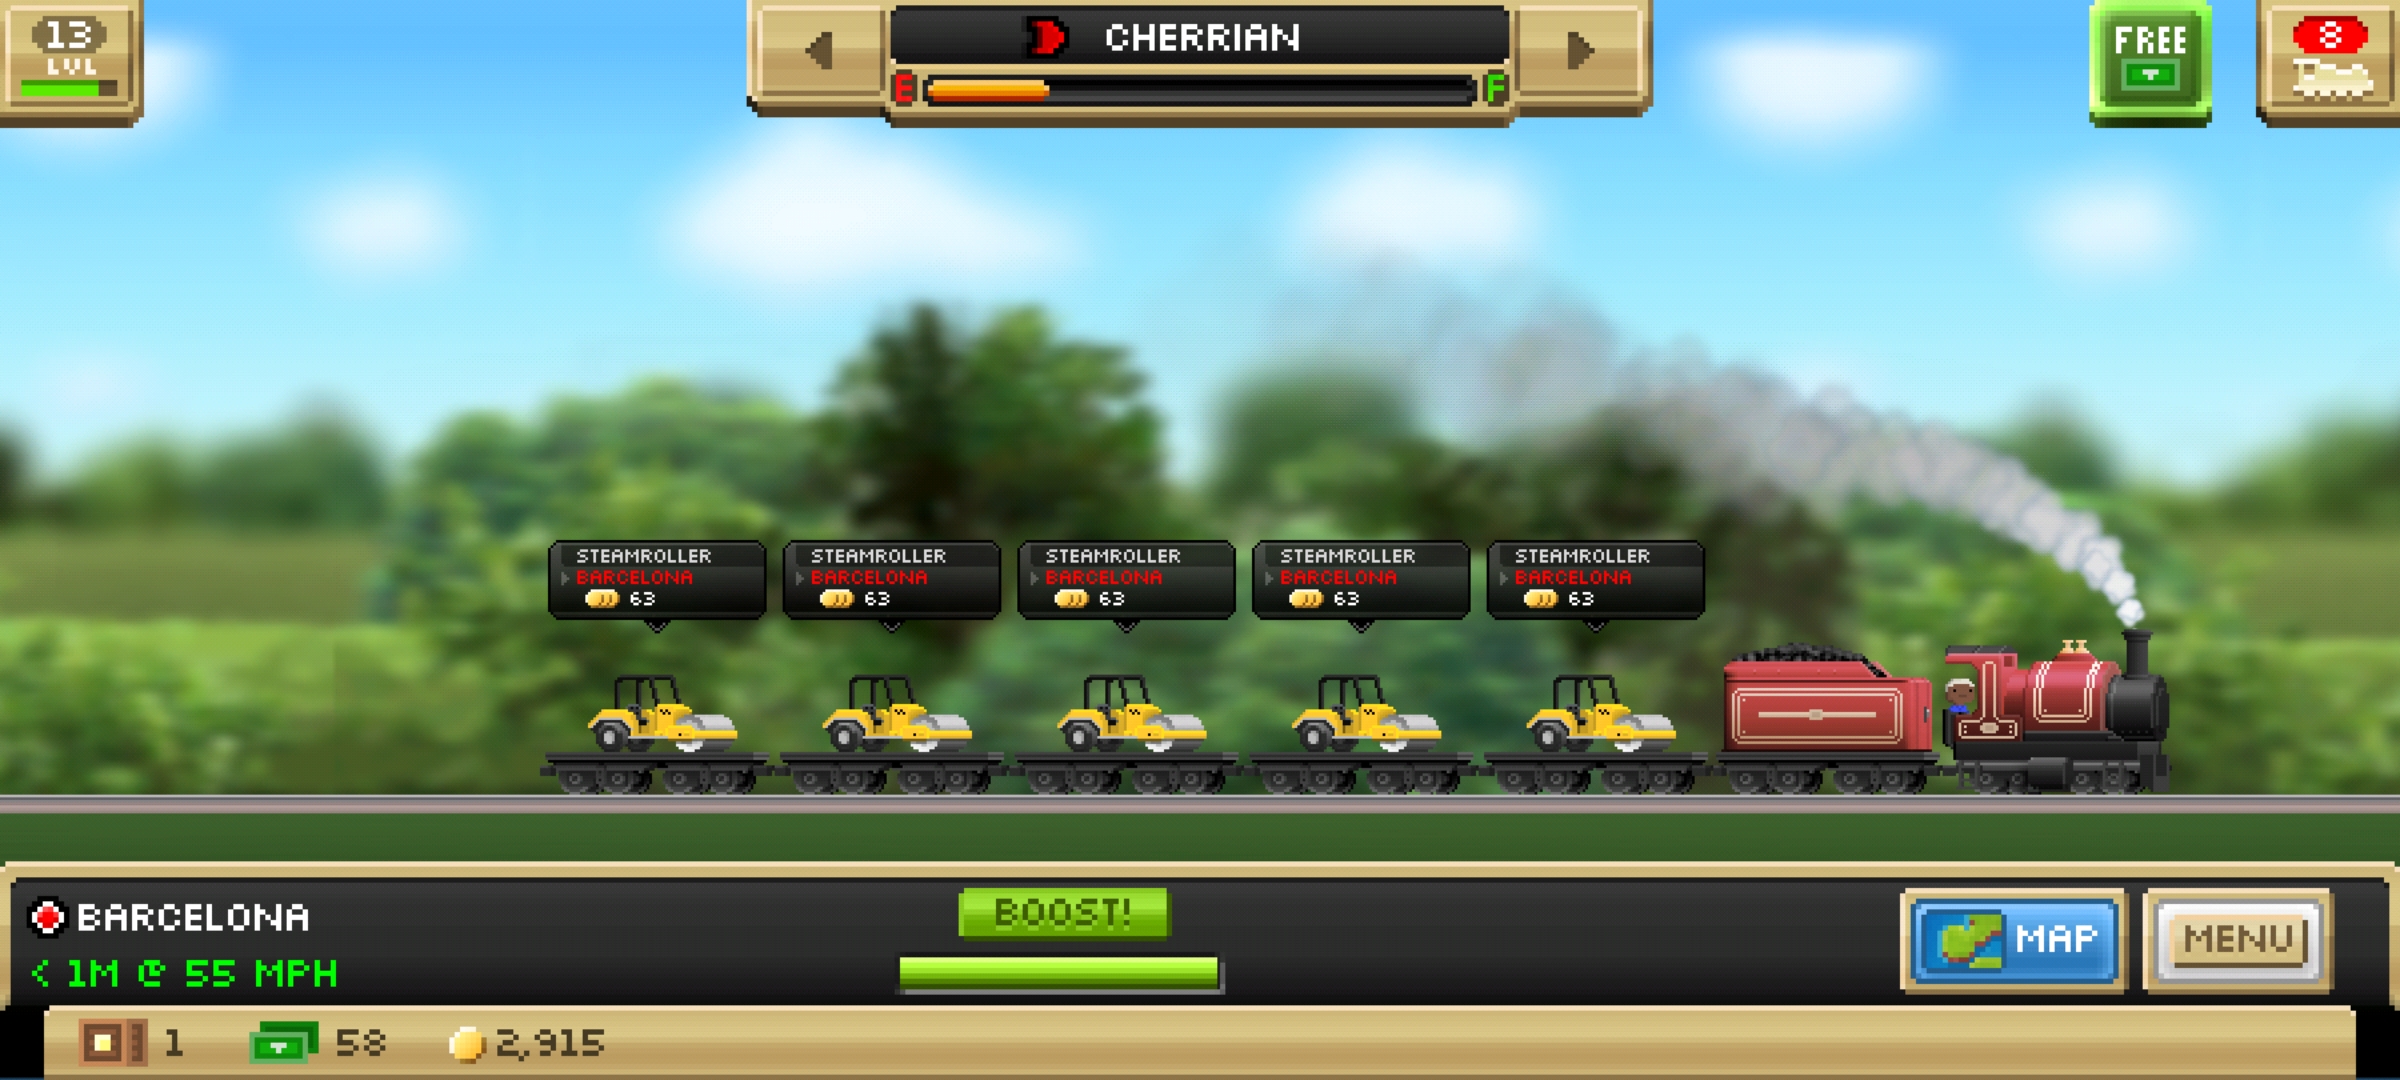 13
LVL
CHERRIAN
E F
FREE
8
STEAMROLLER
BARCELONA
63
STEAMROLLER
BARCELONA
63
STEAMROLLER
BARCELONA
63
STEAMROLLER
BARCELONA
63
STEAMROLLER
BARCELONA
63
BARCELONA
< 1M @ 55 MPH
BOOST!
MAP
MENU
1 58 2,915